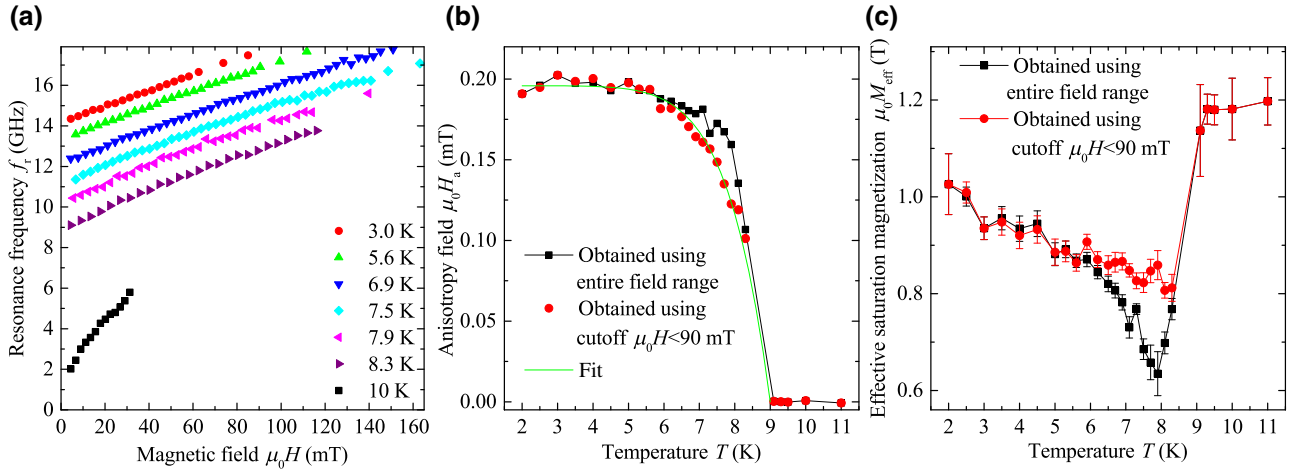 (a)
Resonance frequency f_r (GHz)
16
14
12
10
8
6
4
2
0
0 20 40 60 80 100 120 140 160
Magnetic field μ₀H (mT)
3.0 K
5.6 K
6.9 K
7.5 K
7.9 K
8.3 K
10 K
(b)
Anisotropy field μ₀Hₐ (mT)
0.20
0.15
0.10
0.05
0.00
2 3 4 5 6 7 8 9 10 11
Temperature T (K)
Obtained using
entire field range
Obtained using
cutoff μ₀H<90 mT
Fit
(c)
Effective saturation magnetization μ₀M_eff (T)
1.2
1.0
0.8
0.6
2 3 4 5 6 7 8 9 10 11
Temperature T (K)
Obtained using
entire field range
Obtained using
cutoff μ₀H<90 mT